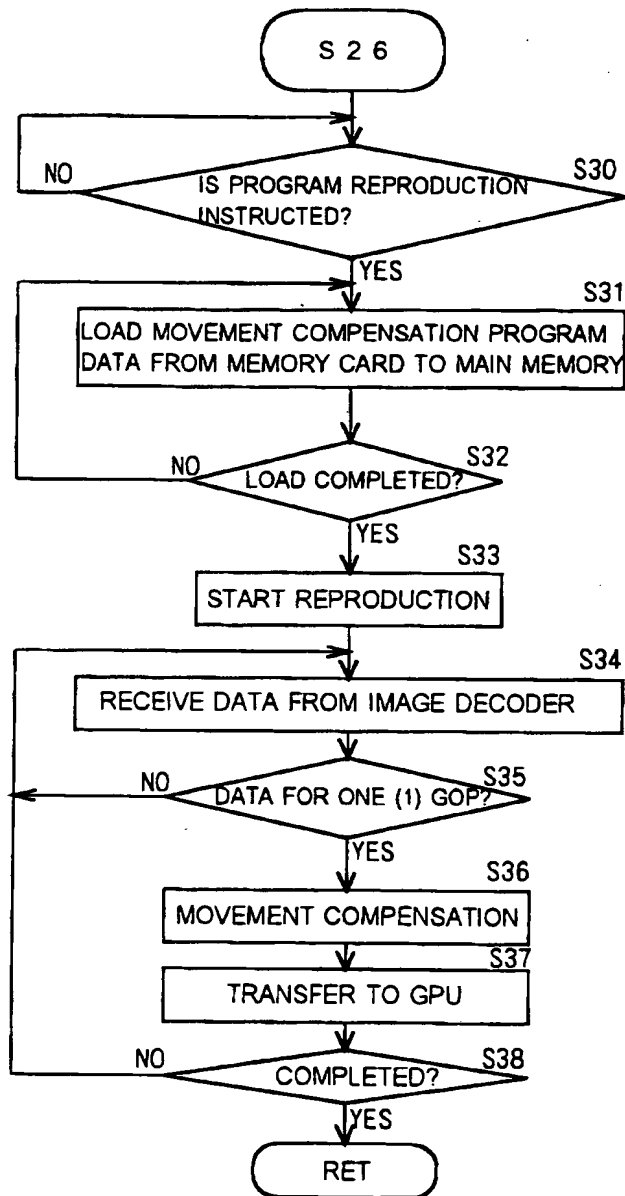 S 2 6
NO
S30
IS PROGRAM REPRODUCTION
INSTRUCTED?
YES
S31
LOAD MOVEMENT COMPENSATION PROGRAM
DATA FROM MEMORY CARD TO MAIN MEMORY
NO
S32
LOAD COMPLETED?
YES
S33
START REPRODUCTION
S34
RECEIVE DATA FROM IMAGE DECODER
NO
S35
DATA FOR ONE (1) GOP?
YES
S36
MOVEMENT COMPENSATION
S37
TRANSFER TO GPU
NO
S38
COMPLETED?
YES
RET